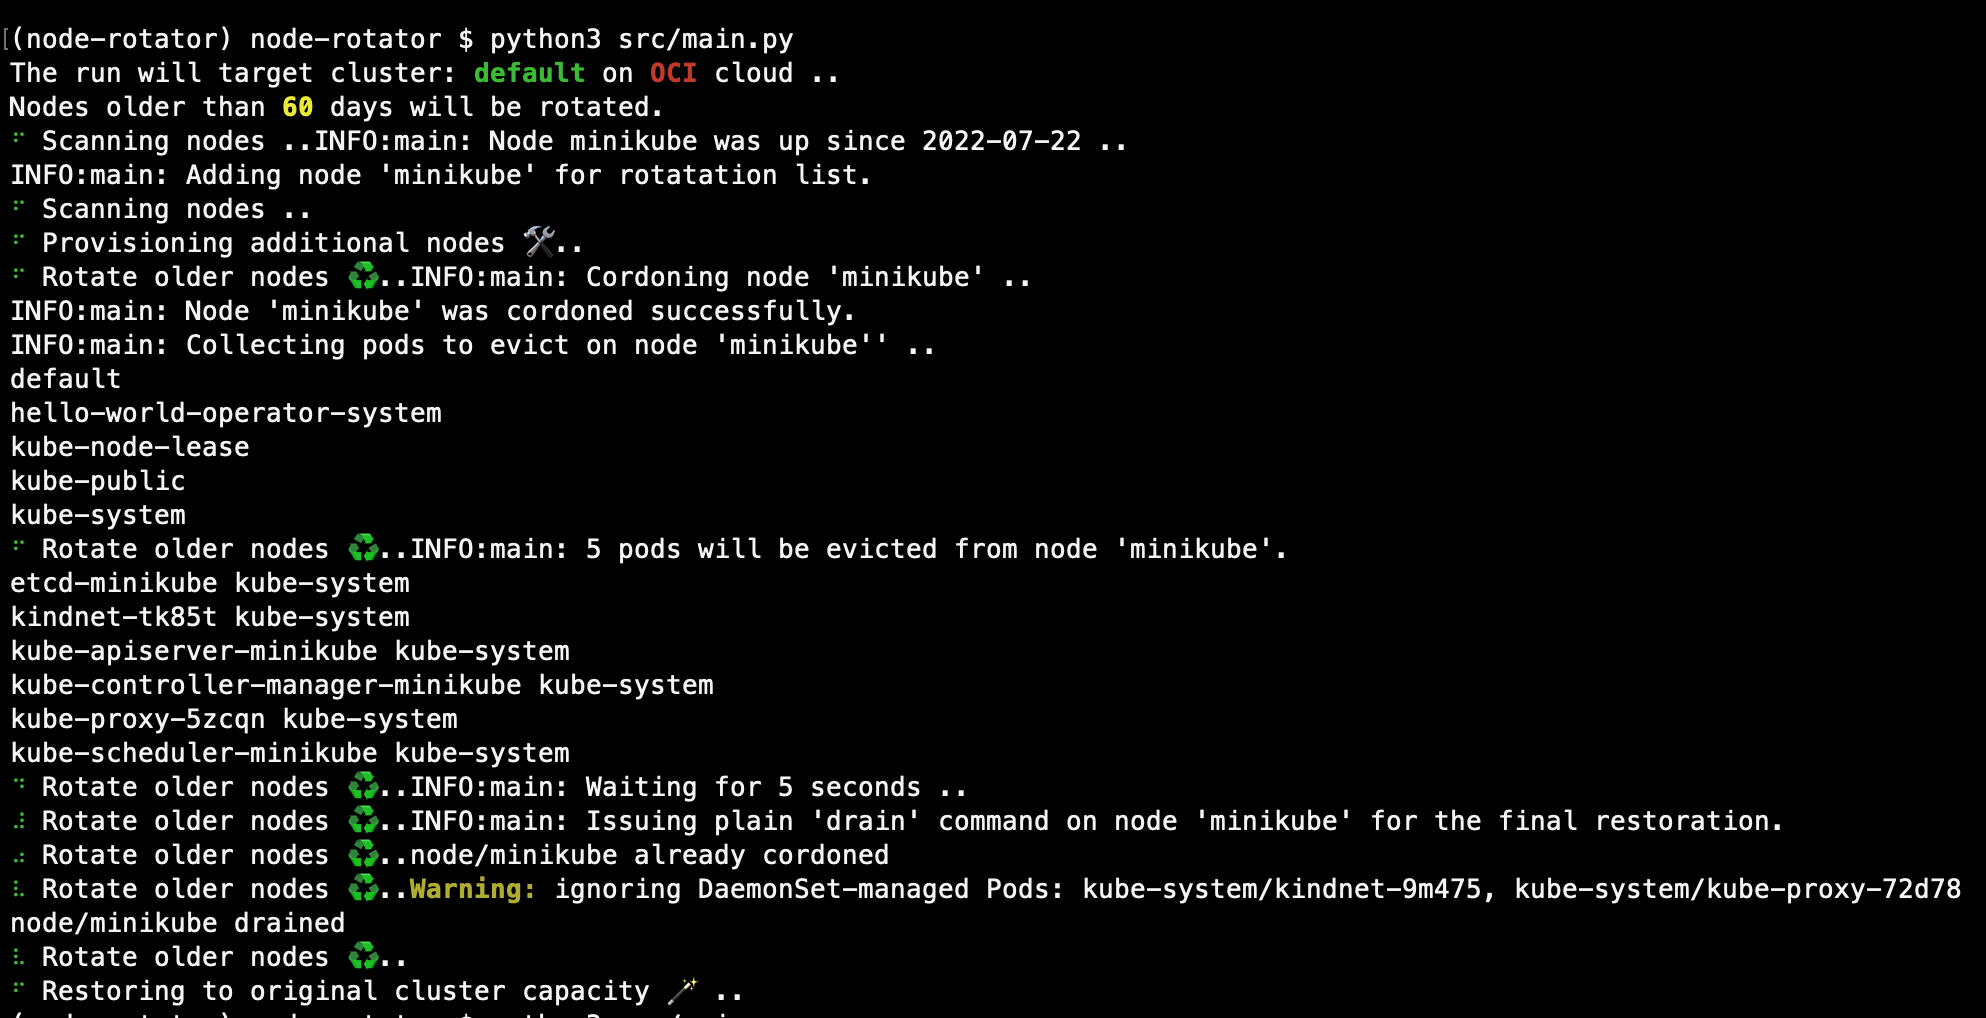 (node-rotator) node-rotator $ python3 src/main.py
The run will target cluster: default on OCI cloud ..
Nodes older than 60 days will be rotated.
Scanning nodes ..INFO:main: Node minikube was up since 2022-07-22 ..
INFO:main: Adding node 'minikube' for rotatation list.
Scanning nodes ..
Provisioning additional nodes 🛠..
Rotate older nodes ♻..INFO:main: Cordoning node 'minikube' ..
INFO:main: Node 'minikube' was cordoned successfully.
INFO:main: Collecting pods to evict on node 'minikube'' ..
default
hello-world-operator-system
kube-node-lease
kube-public
kube-system
Rotate older nodes ♻..INFO:main: 5 pods will be evicted from node 'minikube'.
etcd-minikube kube-system
kindnet-tk85t kube-system
kube-apiserver-minikube kube-system
kube-controller-manager-minikube kube-system
kube-proxy-5zcqn kube-system
kube-scheduler-minikube kube-system
Rotate older nodes ♻..INFO:main: Waiting for 5 seconds ..
Rotate older nodes ♻..INFO:main: Issuing plain 'drain' command on node 'minikube' for the final restoration.
Rotate older nodes ♻..node/minikube already cordoned
Rotate older nodes ♻..Warning: ignoring DaemonSet-managed Pods: kube-system/kindnet-9m475, kube-system/kube-proxy-72d78
node/minikube drained
Rotate older nodes ♻..
Restoring to original cluster capacity 🪄 ..